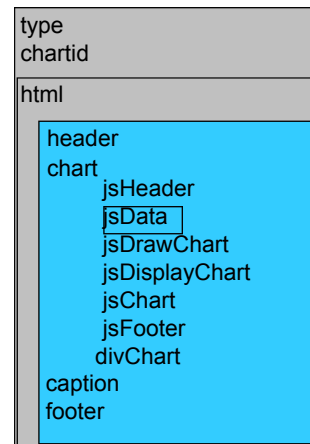 type
chartid
html
header
chart
jsHeader
jsData
jsDrawChart
jsDisplayChart
jsChart
jsFooter
divChart
caption
footer